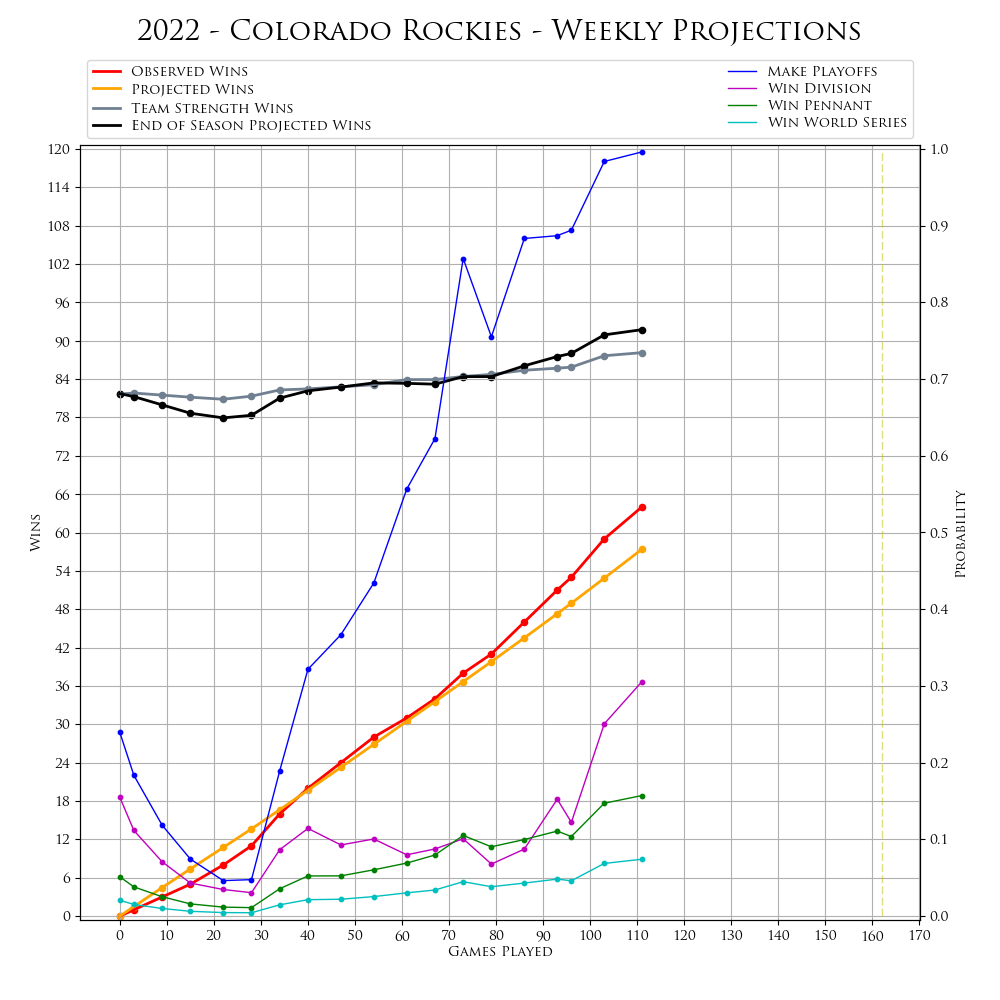 2022 - Colorado Rockies - Weekly Projections
Observed Wins
Projected Wins
Team Strength Wins
End of Season Projected Wins
Make Playoffs
Win Division
Win Pennant
Win World Series
120
114
108
102
96
90
84
78
72
66
60
54
48
42
36
30
24
18
12
6
0
Wins
1.0
0.9
0.8
0.7
0.6
0.5
0.4
0.3
0.2
0.1
0.0
Probability
0 10 20 30 40 50 60 70 80 90 100 110 120 130 140 150 160 170
Games Played